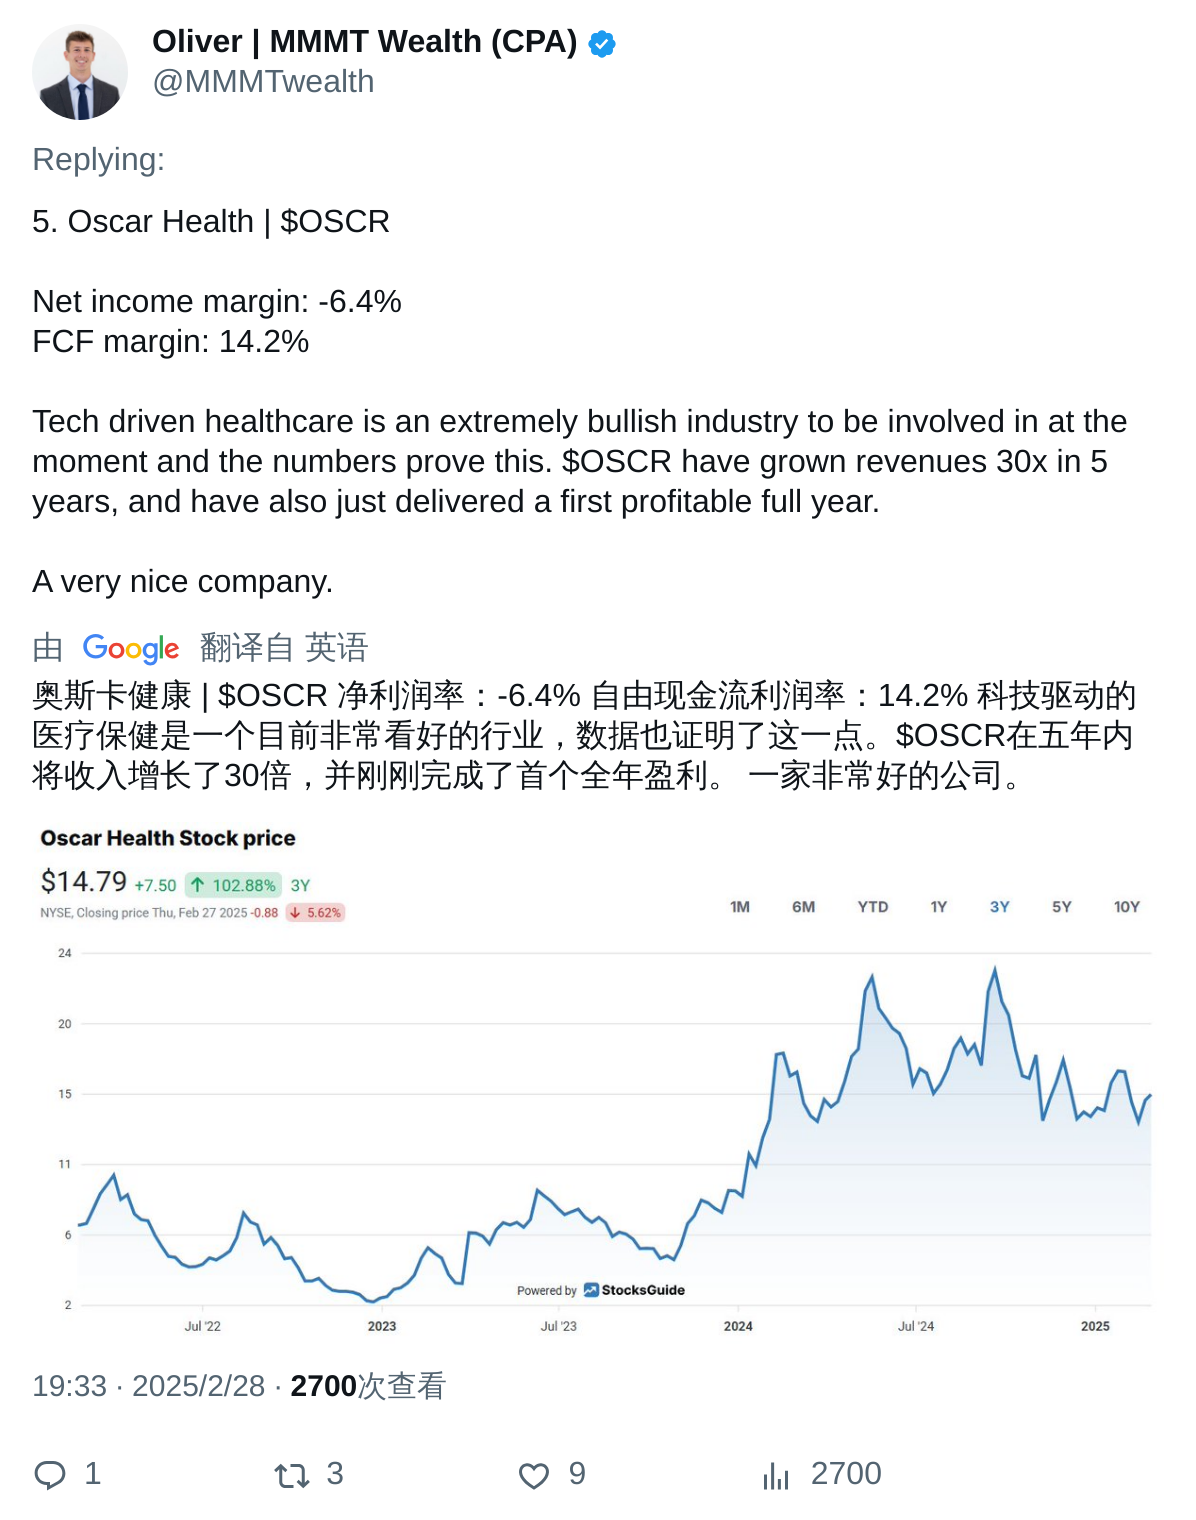 Oliver | MMMT Wealth (CPA)
@MMMTwealth
Replying:
5. Oscar Health | $OSCR
Net income margin: -6.4%
FCF margin: 14.2%
Tech driven healthcare is an extremely bullish industry to be involved in at the
moment and the numbers prove this. $OSCR have grown revenues 30x in 5
years, and have also just delivered a first profitable full year.
A very nice company.
由 Google 翻译自 英语
奥斯卡健康 | $OSCR 净利润率：-6.4% 自由现金流利润率：14.2% 科技驱动的
医疗保健是一个目前非常看好的行业，数据也证明了这一点。$OSCR在五年内
将收入增长了30倍，并刚刚完成了首个全年盈利。 一家非常好的公司。
Oscar Health Stock price
$14.79 +7.50 ↑ 102.88% 3Y
NYSE, Closing price Thu, Feb 27 2025 -0.88 ↓ 5.62%
1M 6M YTD 1Y 3Y 5Y 10Y
24
20
15
11
6
2
Powered by StocksGuide
Jul '22 2023 Jul '23 2024 Jul '24 2025
19:33 · 2025/2/28 · 2700次查看
1 3 9 2700